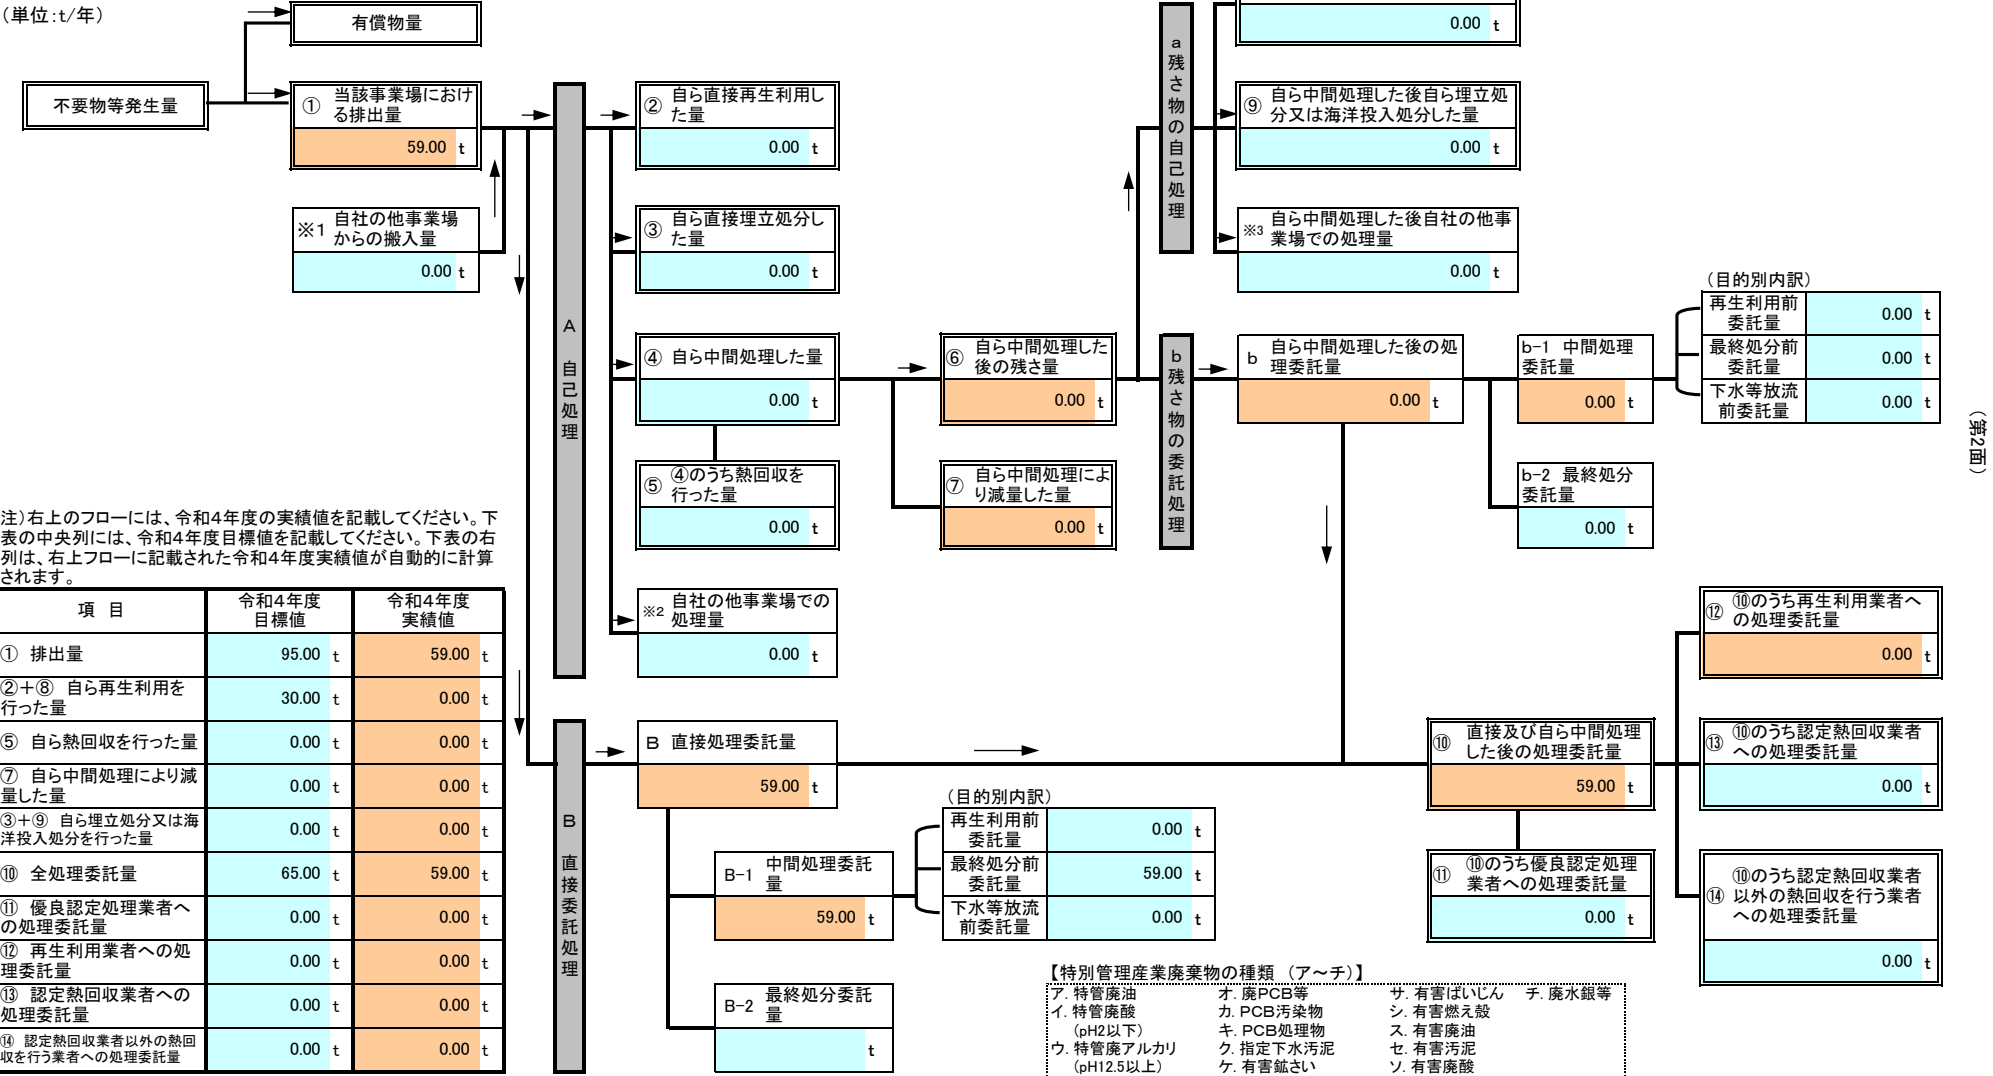 （単位:t/年）
有償物量
不要物等発生量
① 当該事業場におけ
る排出量
59.00 t
※1 自社の他事業場
からの搬入量
0.00 t
A 自己処理
② 自ら直接再生利用し
た量
0.00 t
③ 自ら直接埋立処分し
た量
0.00 t
④ 自ら中間処理した量
0.00 t
⑤ ④のうち熱回収を
行った量
0.00 t
※2 自社の他事業場での
処理量
0.00 t
⑥ 自ら中間処理した
後の残さ量
0.00 t
⑦ 自ら中間処理によ
り減量した量
0.00 t
a残さ物の自己処理
0.00 t
⑨ 自ら中間処理した後自ら埋立処
分又は海洋投入処分した量
0.00 t
※3 自ら中間処理した後自社の他事
業場での処理量
0.00 t
b残さ物の委託処理
b 自ら中間処理した後の処
理委託量
0.00 t
b-1 中間処理
委託量
0.00 t
b-2 最終処分
委託量
0.00 t
（目的別内訳）
再生利用前
委託量
0.00 t
最終処分前
委託量
0.00 t
下水等放流
前委託量
0.00 t
（第2面）
注）右上のフローには、令和4年度の実績値を記載してください。下
表の中央列には、令和4年度目標値を記載してください。下表の右
列は、右上フローに記載された令和4年度実績値が自動的に計算
されます。
項 目
令和4年度
目標値
令和4年度
実績値
① 排出量
95.00 t 59.00 t
②＋⑧ 自ら再生利用を
行った量
30.00 t 0.00 t
⑤ 自ら熱回収を行った量
0.00 t 0.00 t
⑦ 自ら中間処理により減
量した量
0.00 t 0.00 t
③＋⑨ 自ら埋立処分又は海
洋投入処分を行った量
0.00 t 0.00 t
⑩ 全処理委託量
65.00 t 59.00 t
⑪ 優良認定処理業者へ
の処理委託量
0.00 t 0.00 t
⑫ 再生利用業者への処
理委託量
0.00 t 0.00 t
⑬ 認定熱回収業者への
処理委託量
0.00 t 0.00 t
⑭ 認定熱回収業者以外の熱回
収を行う業者への処理委託量
0.00 t 0.00 t
B 直接委託処理
B 直接処理委託量
59.00 t
B-1 中間処理委託
量
59.00 t
B-2 最終処分委託
量
t
（目的別内訳）
再生利用前
委託量
0.00 t
最終処分前
委託量
59.00 t
下水等放流
前委託量
0.00 t
⑩ 直接及び自ら中間処理
した後の処理委託量
59.00 t
⑪ ⑩のうち優良認定処理
業者への処理委託量
0.00 t
⑫ ⑩のうち再生利用業者へ
の処理委託量
0.00 t
⑬ ⑩のうち認定熱回収業者
への処理委託量
0.00 t
⑭ ⑩のうち認定熱回収業者
以外の熱回収を行う業者
への処理委託量
0.00 t
【特別管理産業廃棄物の種類 （ア～チ）】
ア. 特管廃油 オ. 廃PCB等 サ. 有害ばいじん チ. 廃水銀等
イ. 特管廃酸 カ. PCB汚染物 シ. 有害燃え殻
（pH2以下） キ. PCB処理物 ス. 有害廃油
ウ. 特管廃アルカリ ク. 指定下水汚泥 セ. 有害汚泥
（pH12.5以上） ケ. 有害鉱さい ソ. 有害廃酸